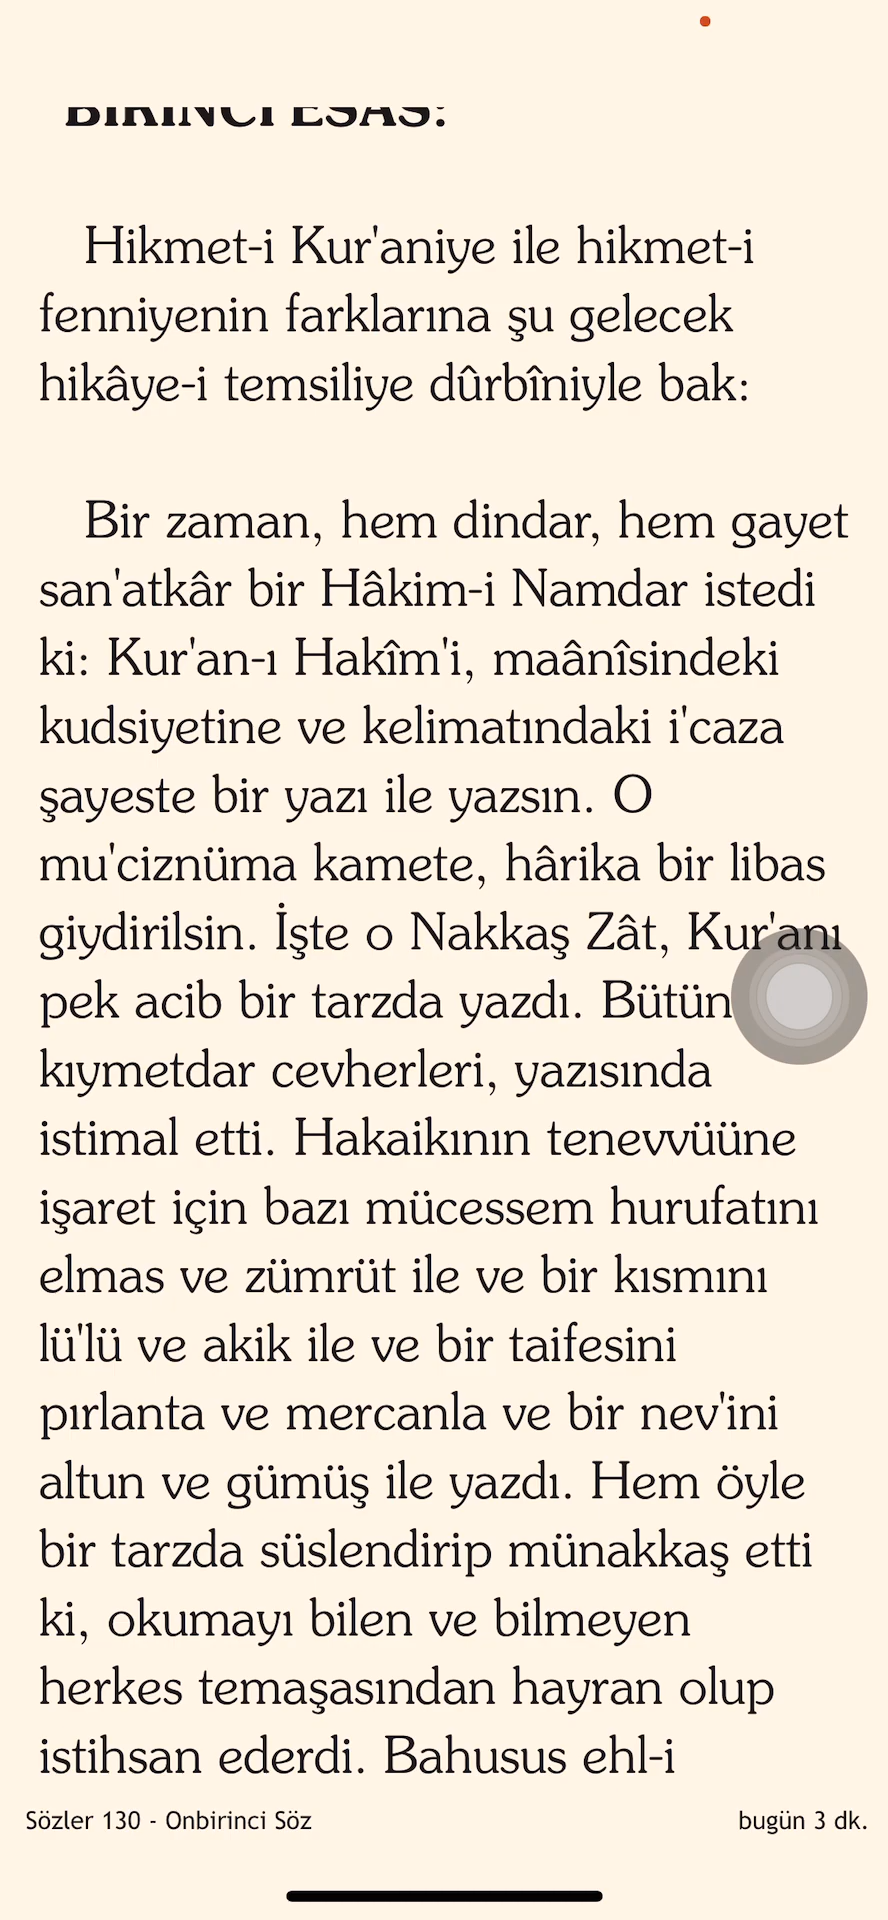 BİRİNCİ ESAS:
Hikmet-i Kur'aniye ile hikmet-i
fenniyenin farklarına şu gelecek
hikâye-i temsiliye dûrbîniyle bak:
Bir zaman, hem dindar, hem gayet
san'atkâr bir Hâkim-i Namdar istedi
ki: Kur'an-ı Hakîm'i, maânîsindeki
kudsiyetine ve kelimatındaki i'caza
şayeste bir yazı ile yazsın. O
mu'ciznüma kamete, hârika bir libas
giydirilsin. İşte o Nakkaş Zât, Kur'anı
pek acib bir tarzda yazdı. Bütün
kıymetdar cevherleri, yazısında
istimal etti. Hakaikının tenevvüüne
işaret için bazı mücessem hurufatını
elmas ve zümrüt ile ve bir kısmını
lü'lü ve akik ile ve bir taifesini
pırlanta ve mercanla ve bir nev'ini
altun ve gümüş ile yazdı. Hem öyle
bir tarzda süslendirip münakkaş etti
ki, okumayı bilen ve bilmeyen
herkes temaşasından hayran olup
istihsan ederdi. Bahusus ehl-i
Sözler 130 - Onbirinci Söz
bugün 3 dk.